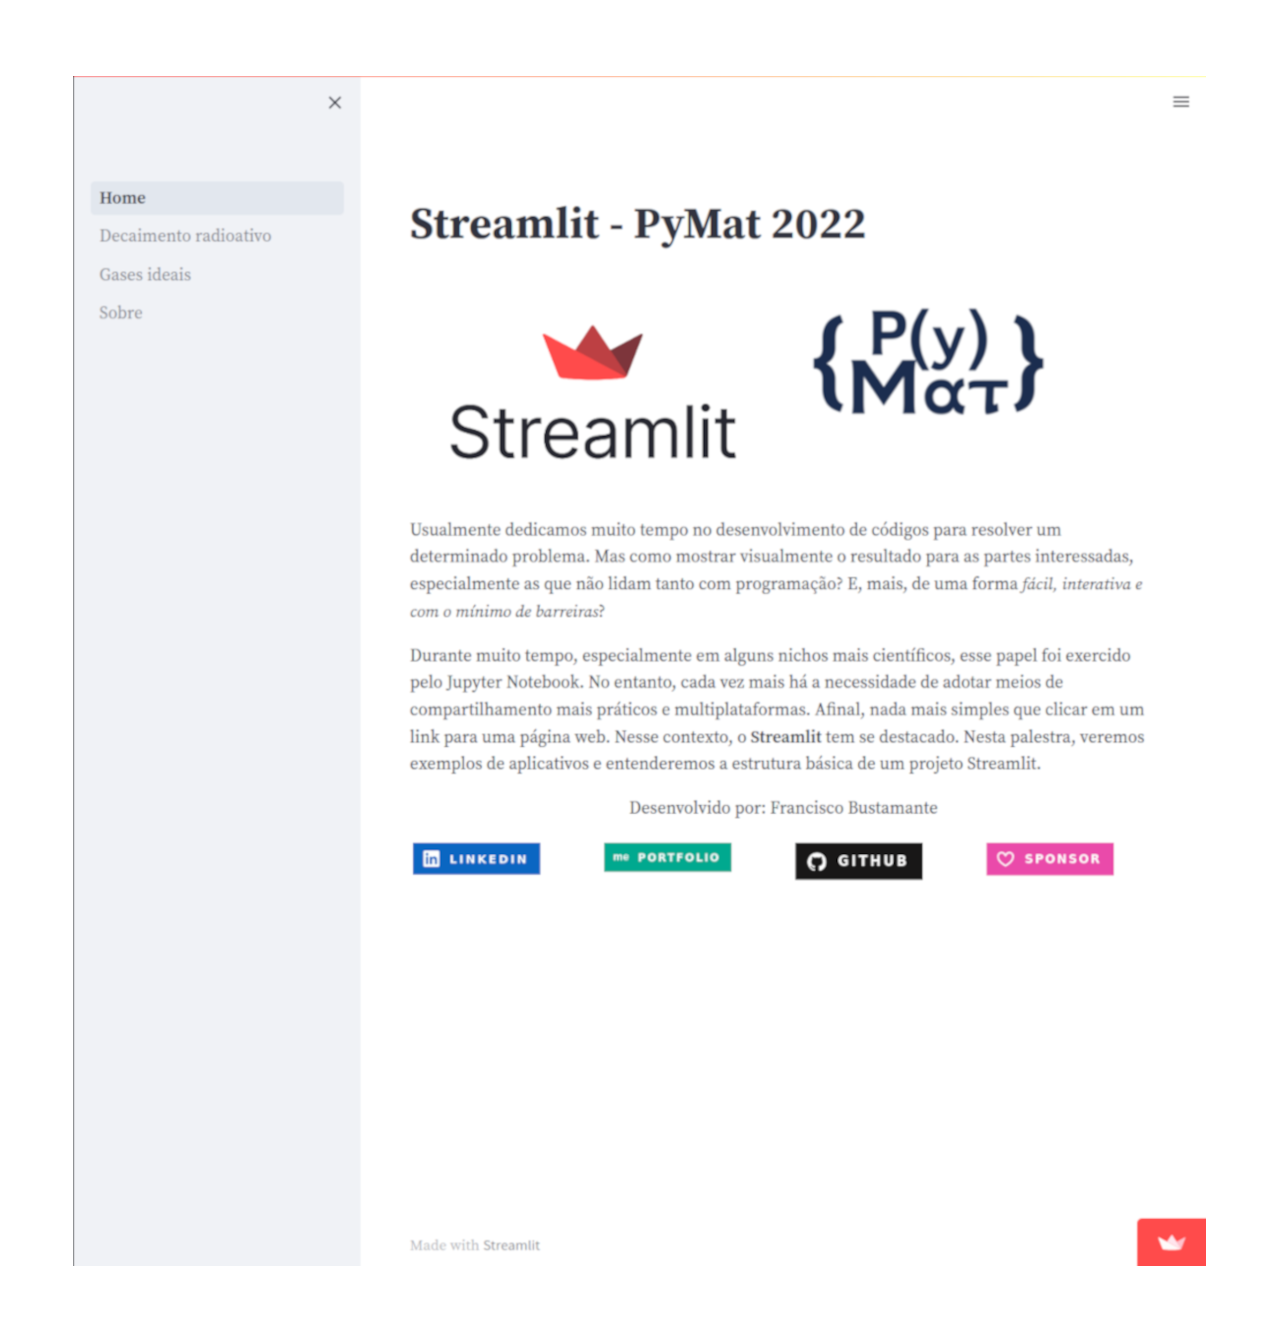 Home
Decaimento radioativo
Gases ideais
Sobre
Streamlit - PyMat 2022
Streamlit
{P(y)
Mατ}
Usualmente dedicamos muito tempo no desenvolvimento de códigos para resolver um
determinado problema. Mas como mostrar visualmente o resultado para as partes interessadas,
especialmente as que não lidam tanto com programação? E, mais, de uma forma fácil, interativa e
com o mínimo de barreiras?
Durante muito tempo, especialmente em alguns nichos mais científicos, esse papel foi exercido
pelo Jupyter Notebook. No entanto, cada vez mais há a necessidade de adotar meios de
compartilhamento mais práticos e multiplataformas. Afinal, nada mais simples que clicar em um
link para uma página web. Nesse contexto, o Streamlit tem se destacado. Nesta palestra, veremos
exemplos de aplicativos e entenderemos a estrutura básica de um projeto Streamlit.
Desenvolvido por: Francisco Bustamante
in LINKEDIN
me PORTFOLIO
GITHUB
SPONSOR
Made with Streamlit